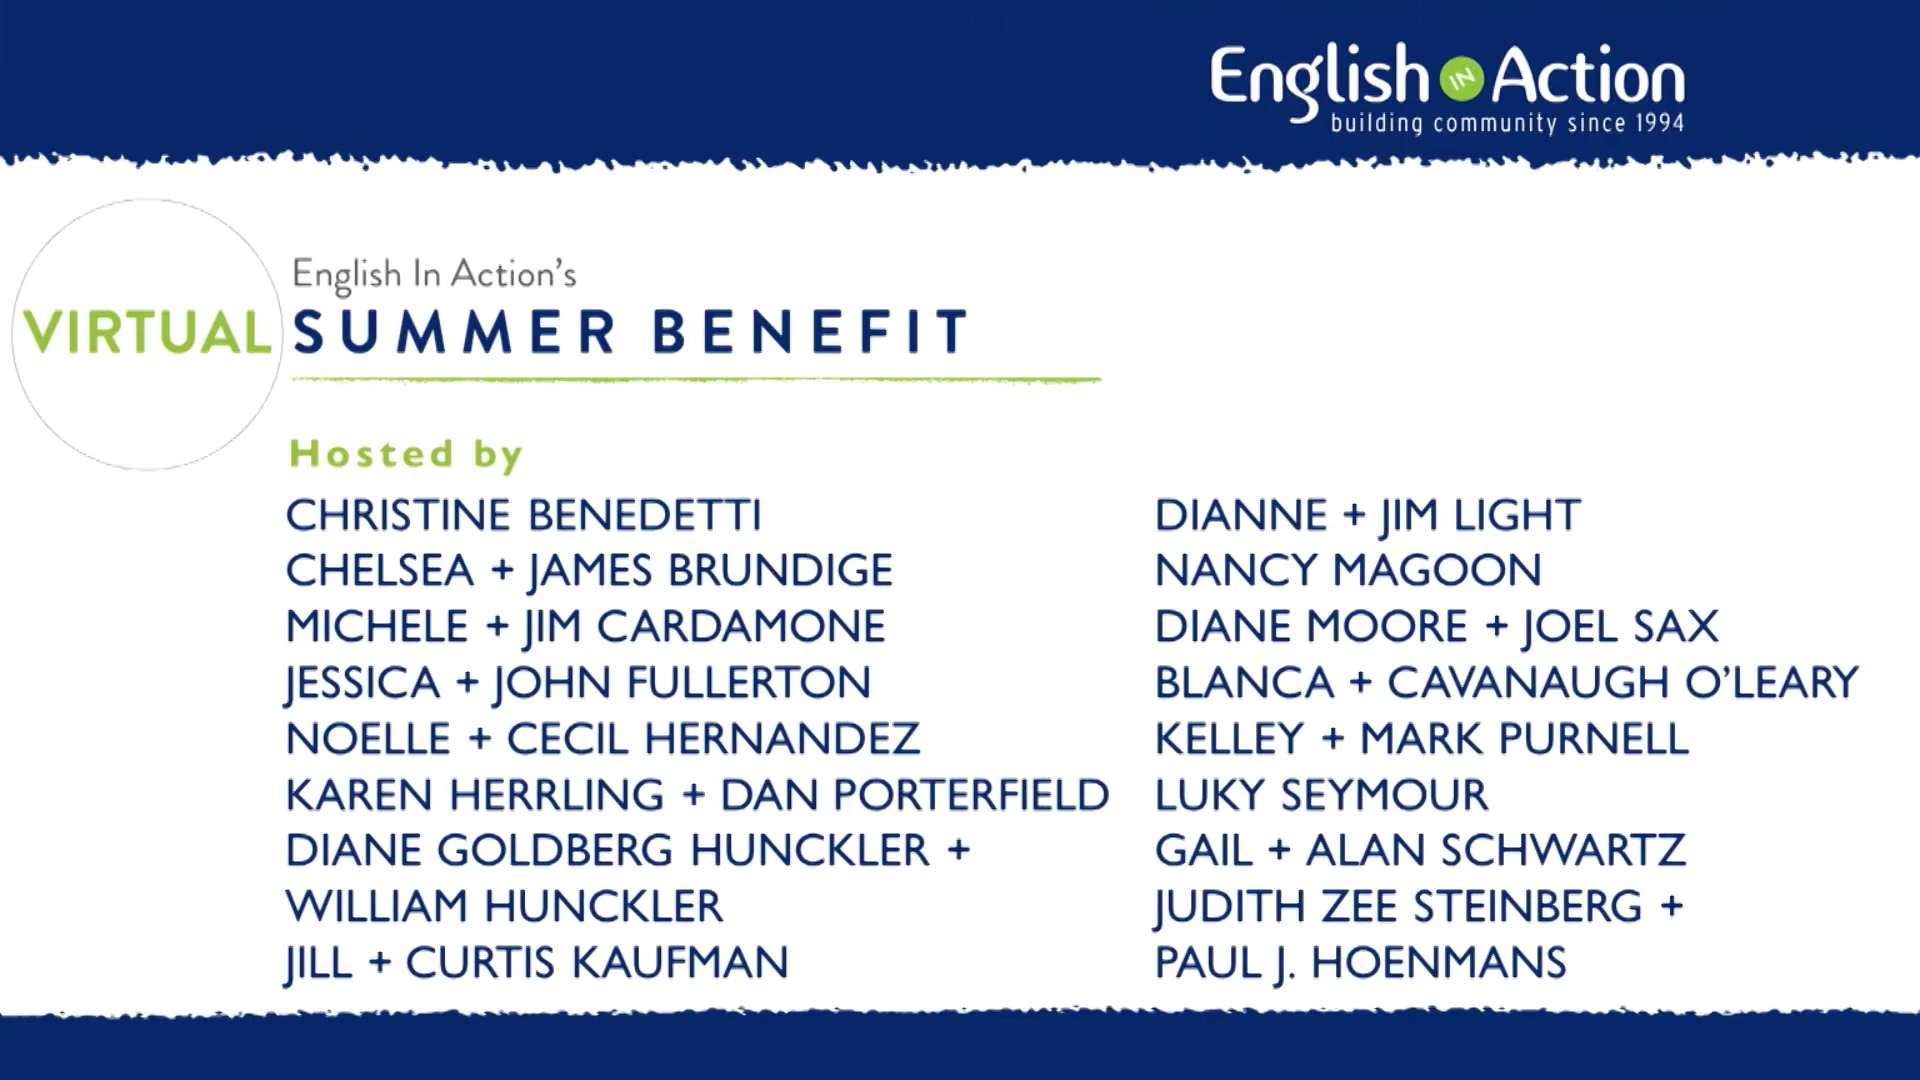 English IN Action
building community since 1994
English In Action's
VIRTUAL SUMMER BENEFIT
Hosted by
CHRISTINE BENEDETTI
CHELSEA + JAMES BRUNDIGE
MICHELE + JIM CARDAMONE
JESSICA + JOHN FULLERTON
NOELLE + CECIL HERNANDEZ
KAREN HERRLING + DAN PORTERFIELD
DIANE GOLDBERG HUNCKLER +
WILLIAM HUNCKLER
JILL + CURTIS KAUFMAN
DIANNE + JIM LIGHT
NANCY MAGOON
DIANE MOORE + JOEL SAX
BLANCA + CAVANAUGH O’LEARY
KELLEY + MARK PURNELL
LUKY SEYMOUR
GAIL + ALAN SCHWARTZ
JUDITH ZEE STEINBERG +
PAUL J. HOENMANS